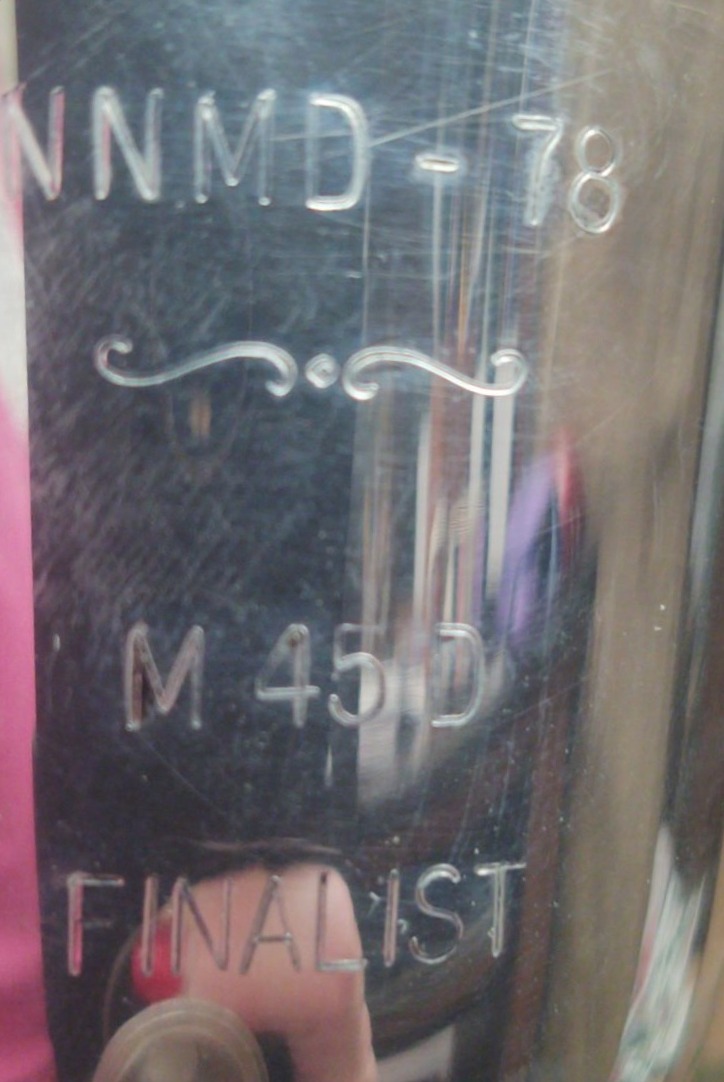 NNMD - 78
M 45 D
FINALIST